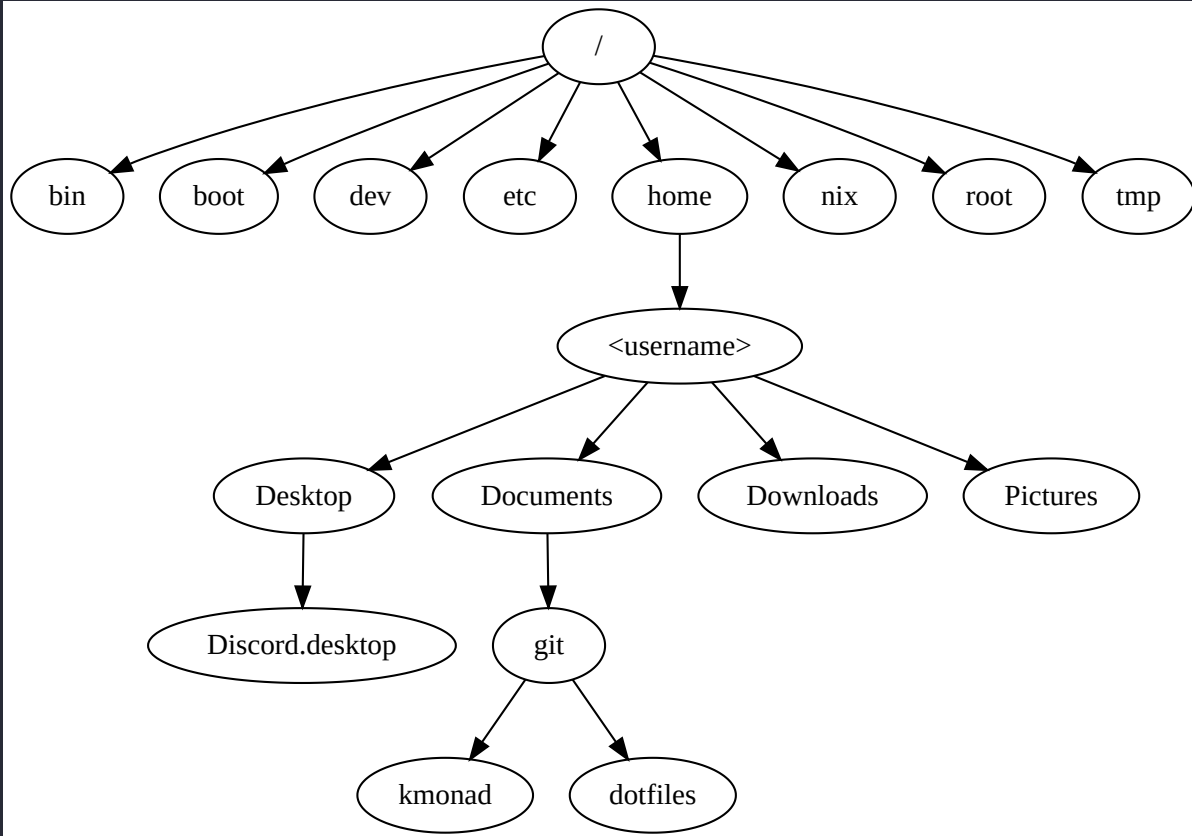 /
bin
boot
dev
etc
home
nix
root
tmp
<username>
Desktop
Documents
Downloads
Pictures
Discord.desktop
git
kmonad
dotfiles